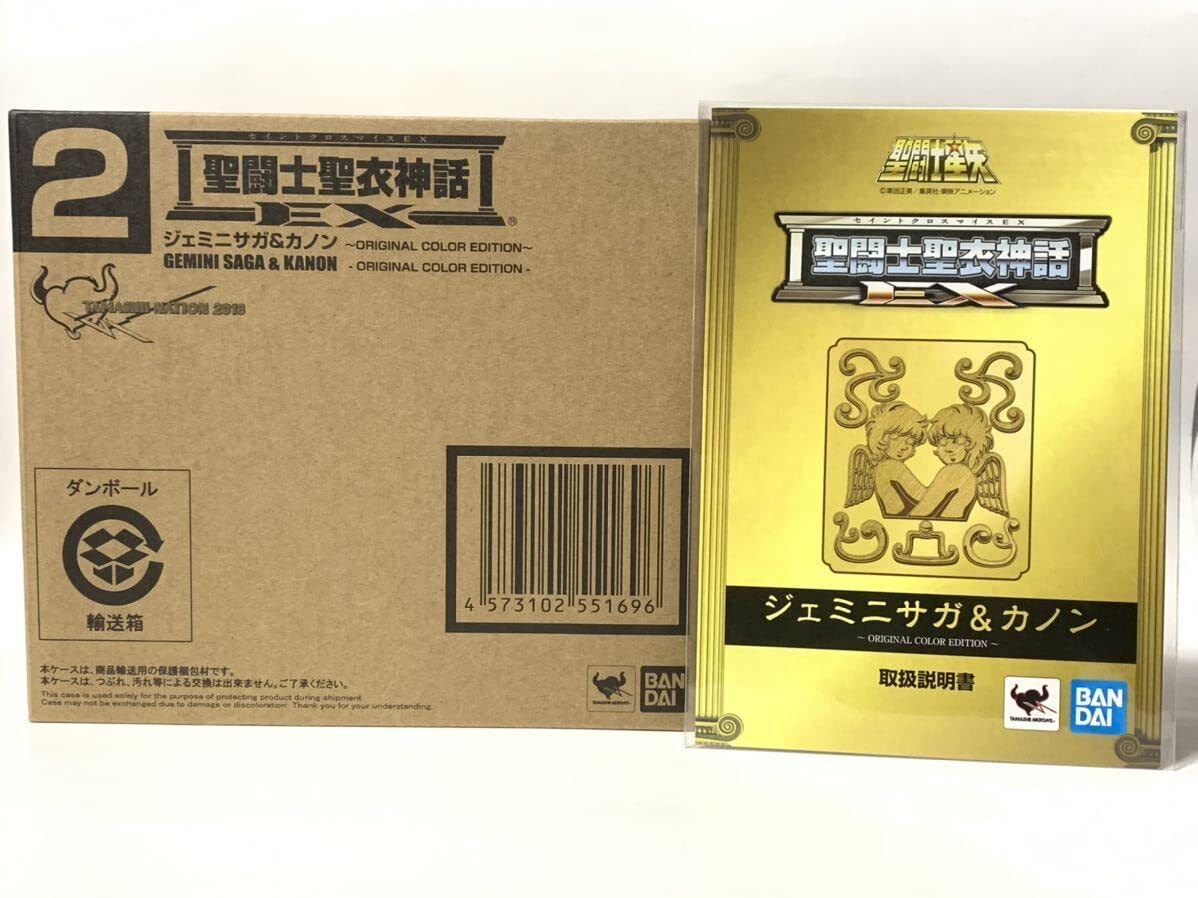 2
セイントクロスマイスEX
聖闘士聖衣神話
EX®
ジェミニサガ&カノン ~ORIGINAL COLOR EDITION~
GEMINI SAGA & KANON - ORIGINAL COLOR EDITION -
TAMASHII NATION 2018
ダンボール
輸送箱
4 573102 551696
本ケースは、商品輸送用の保護梱包材です。
本ケースは、つぶれ、汚れ等による交換は出来ません。ご了承ください。
This case is used solely for the purpose of protecting product during shipment.
Case may not be exchanged due to damage or discoloration. Thank you for your understanding.
BAN
DAI
聖闘士星矢
©車田正美/集英社・東映アニメーション
セイントクロスマイスEX
聖闘士聖衣神話
EX
ジェミニサガ&カノン
~ ORIGINAL COLOR EDITION ~
取扱説明書
TAMASHII NATIONS
BAN
DAI